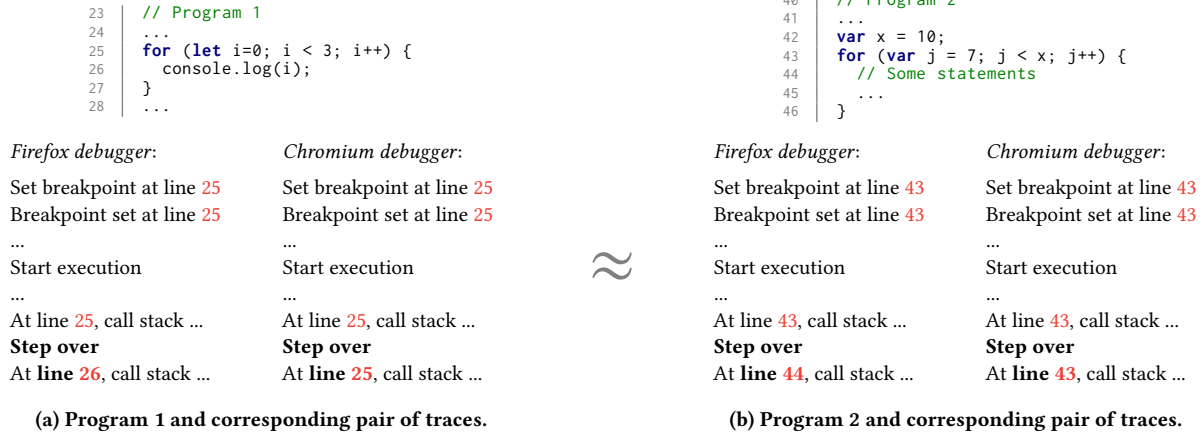 23 // Program 1
24 ...
25 for (let i=0; i < 3; i++) {
26 console.log(i);
27 }
28 ...
Firefox debugger:
Set breakpoint at line 25
Breakpoint set at line 25
...
Start execution
...
At line 25, call stack ...
Step over
At line 26, call stack ...
Chromium debugger:
Set breakpoint at line 25
Breakpoint set at line 25
...
Start execution
...
At line 25, call stack ...
Step over
At line 25, call stack ...
(a) Program 1 and corresponding pair of traces.
≈
40 // Program 2
41 ...
42 var x = 10;
43 for (var j = 7; j < x; j++) {
44 // Some statements
45 ...
46 }
Firefox debugger:
Set breakpoint at line 43
Breakpoint set at line 43
...
Start execution
...
At line 43, call stack ...
Step over
At line 44, call stack ...
Chromium debugger:
Set breakpoint at line 43
Breakpoint set at line 43
...
Start execution
...
At line 43, call stack ...
Step over
At line 43, call stack ...
(b) Program 2 and corresponding pair of traces.